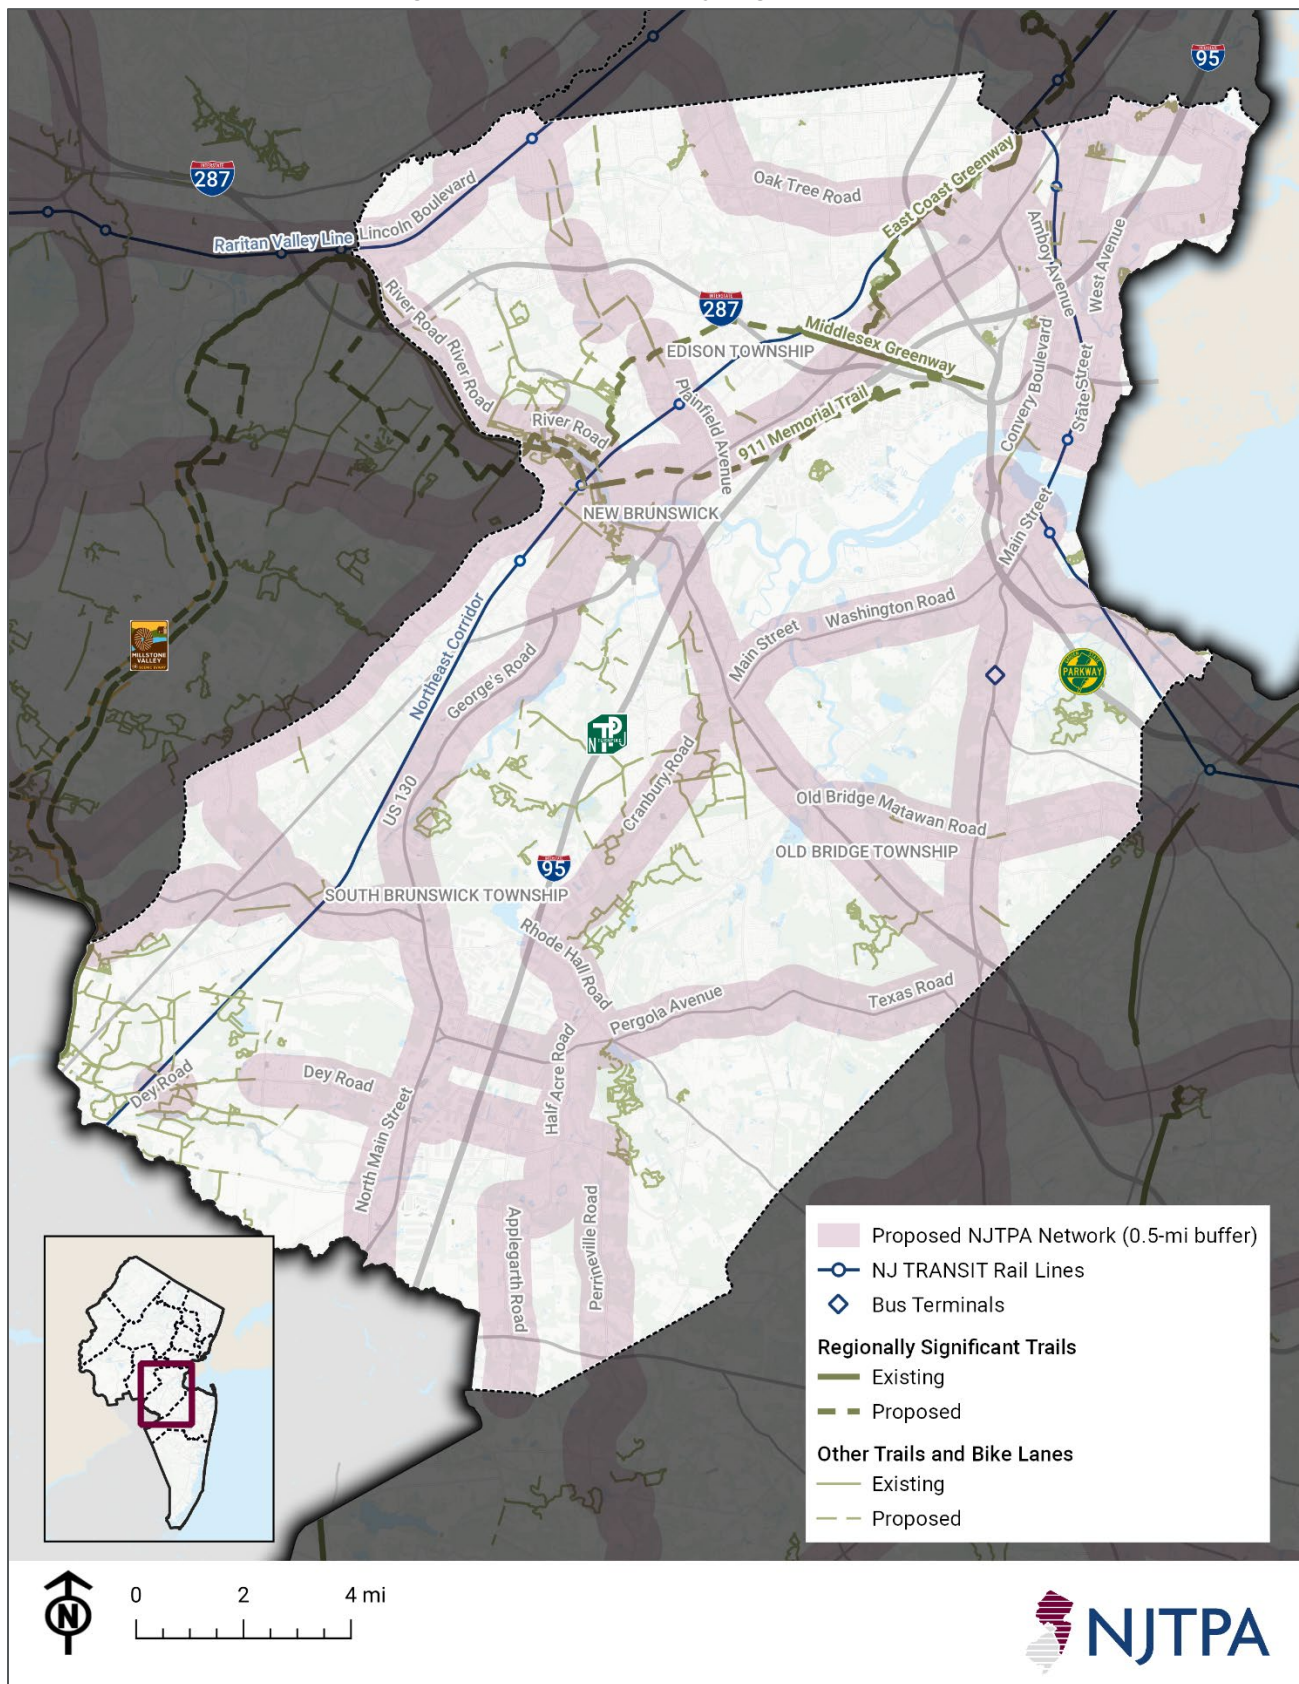 INTERSTATE
95
INTERSTATE
287
Oak Tree Road
East Coast Greenway
Lincoln Boulevard
Raritan Valley Line
Amboy Avenue
West Avenue
River Road
River Road
INTERSTATE
287
Middlesex Greenway
EDISON TOWNSHIP
Convery Boulevard
State Street
Plainfield Avenue
River Road
911 Memorial Trail
NEW BRUNSWICK
Main Street
Washington Road
Main Street
Northeast Corridor
George's Road
MILLSTONE
VALLEY
PARKWAY
N TP J
Cranbury Road
US 130
Old Bridge Matawan Road
OLD BRIDGE TOWNSHIP
95
SOUTH BRUNSWICK TOWNSHIP
Rhode Hall Road
Pergola Avenue
Texas Road
Dey Road
Dey Road
Half Acre Road
North Main Street
Applegarth Road
Perrineville Road
Proposed NJTPA Network (0.5-mi buffer)
NJ TRANSIT Rail Lines
Bus Terminals
Regionally Significant Trails
Existing
Proposed
Other Trails and Bike Lanes
Existing
Proposed
N
0 2 4 mi
NJTPA